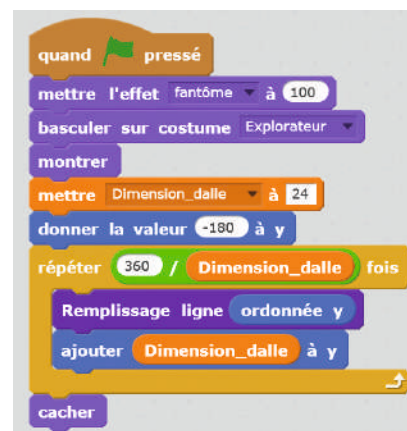 quand pressé
mettre l'effet fantôme à 100
basculer sur costume Explorateur
montrer
mettre Dimension_dalle à 24
donner la valeur -180 à y
répéter 360 / Dimension_dalle fois
Remplissage ligne ordonnée y
ajouter Dimension_dalle à y
cacher